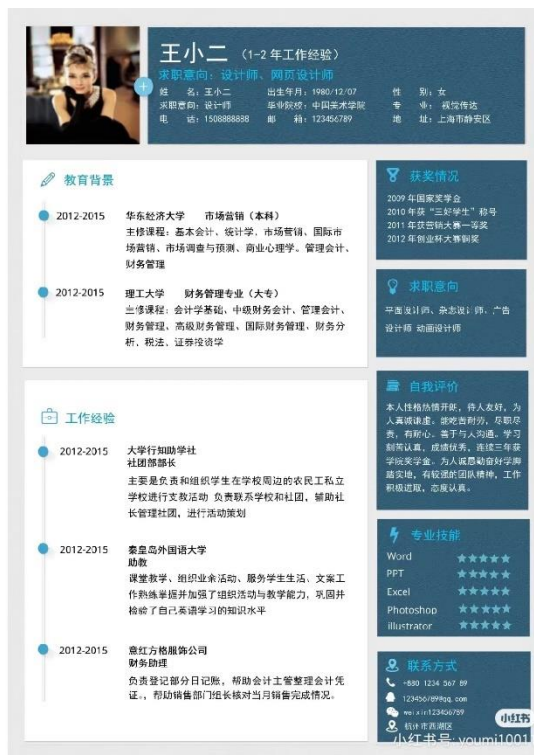 王小二 (1-2 年工作经验)
求职意向: 设计师、网页设计师
姓 名: 王小二 出生年月: 1980/12/07 性 别: 女
求职意向: 设计师 毕业院校: 中国美术学院 专 业: 视觉传达
电 话: 1508888888 邮 箱: 123456789 地 址: 上海市静安区
教育背景
2012-2015 华东经济大学 市场营销 (本科)
主修课程: 基本会计、统计学, 市场营销、国际市
场营销、市场调查与预测、商业心理学。管理会计、
财务管理
2012-2015 理工大学 财务管理专业 (大专)
主修课程: 会计学基础、中级财务会计、管理会计、
财务管理、高级财务管理、国际财务管理、财务分
析, 税法、证券投资学
工作经验
2012-2015 大学行知助学社
社团部部长
主要是负责和组织学生在学校周边的农民工私立
学校进行支教活动 负责联系学校和社团, 辅助社
长管理社团, 进行活动策划
2012-2015 秦皇岛外国语大学
助教
课堂教学、组织业余活动、服务学生生活、文案工
作熟练掌握并加强了组织活动与教学能力, 巩固并
检验了自己英语学习的知识水平
2012-2015 意红方格服饰公司
财务助理
负责登记部分日记账, 帮助会计主管整理会计凭
证。, 帮助销售部门组长核对当月销售完成情况。
获奖情况
2009 年国家奖学金
2010 年获 "三好学生" 称号
2011 年获营销大赛一等奖
2012 年创业杯大赛铜奖
求职意向
平面设计师、杂志设计师、广告
设计师 动画设计师
自我评价
本人性格热情开朗, 待人友好, 为
人真诚谦虚。能吃苦耐劳, 尽职尽
责, 有耐心。善于与人沟通。学习
刻苦认真, 成绩优秀, 连续三年获
学院奖学金。为人诚恳勤奋好学脚
踏实地, 有较强的团队精神, 工作
积极进取, 态度认真。
专业技能
Word
PPT
Excel
Photoshop
illustrator
联系方式
+880 1234 567 89
123456789@qq.com
weixin123456789
杭州市西湖区
小红书
小红书号: youmi1001